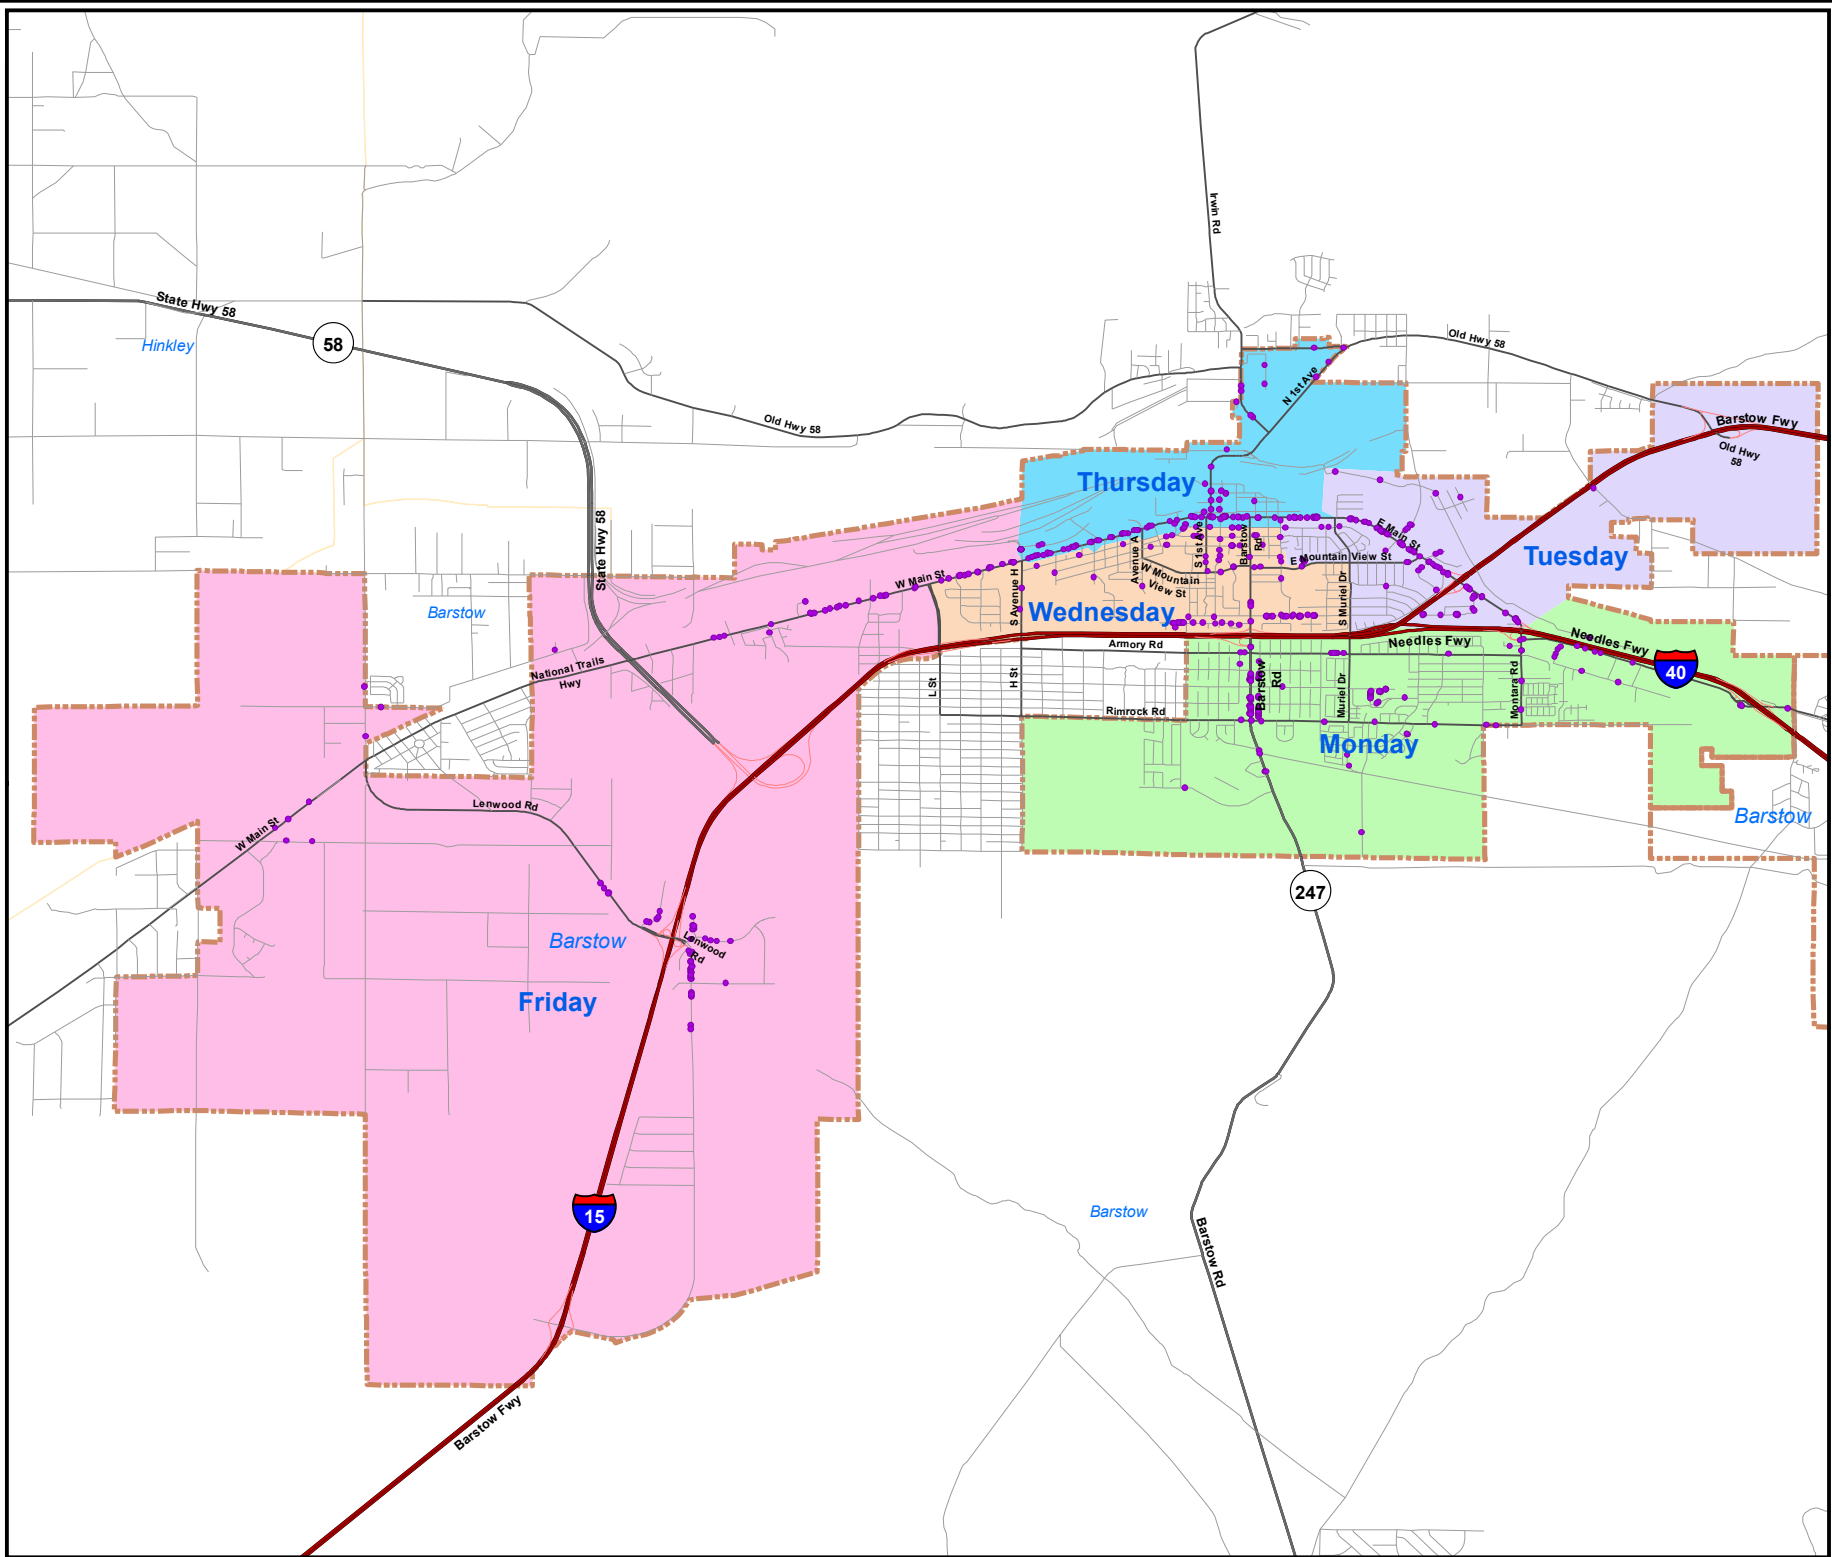 Irwin Rd
State Hwy 58
58
Hinkley
Old Hwy 58
N 1st Ave
Old Hwy 58
Barstow Fwy
Old Hwy
58
Thursday
State Hwy 58
E Main St
Avenue A
S 1st Ave
Barstow
Rd
E Mountain View St
Tuesday
W Main St
W Mountain
View St
S Avenue H
S Muriel Dr
Barstow
Wednesday
Armory Rd
Needles Fwy
Needles Fwy
40
National Trails
Hwy
L St
H St
Barstow
Rd
Muriel Dr
Montara Rd
Rimrock Rd
Monday
Lenwood Rd
W Main St
Barstow
247
Barstow
Lenwood
Rd
Friday
15
Barstow
Barstow Rd
Barstow Fwy